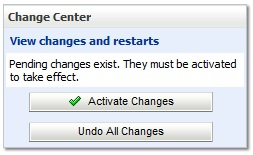 Change Center
View changes and restarts
Pending changes exist. They must be activated
to take effect.
Activate Changes
Undo All Changes